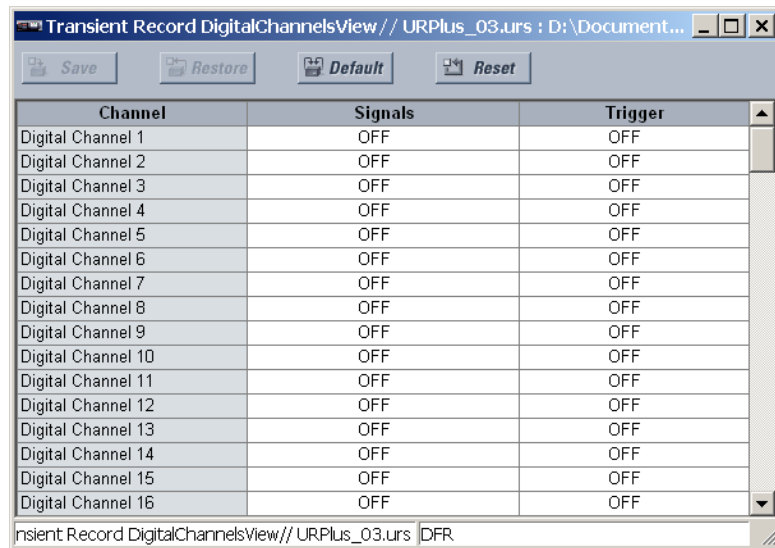 Transient Record DigitalChannelsView// URPlus_03.urs : D:\Document...
Save Restore Default Reset
Channel Signals Trigger
Digital Channel 1 OFF OFF
Digital Channel 2 OFF OFF
Digital Channel 3 OFF OFF
Digital Channel 4 OFF OFF
Digital Channel 5 OFF OFF
Digital Channel 6 OFF OFF
Digital Channel 7 OFF OFF
Digital Channel 8 OFF OFF
Digital Channel 9 OFF OFF
Digital Channel 10 OFF OFF
Digital Channel 11 OFF OFF
Digital Channel 12 OFF OFF
Digital Channel 13 OFF OFF
Digital Channel 14 OFF OFF
Digital Channel 15 OFF OFF
Digital Channel 16 OFF OFF
nsient Record DigitalChannelsView// URPlus_03.urs DFR